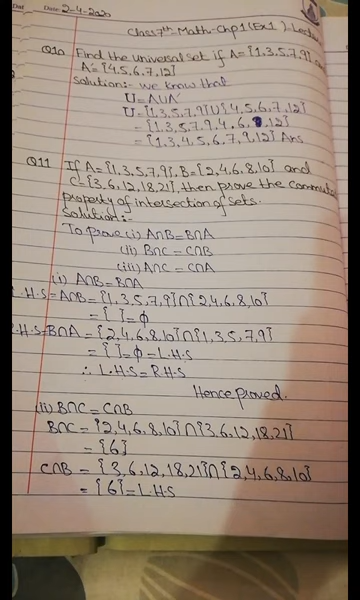 Dat Date: 2-4-2020
Class 7th - Math - Chp 1 (Ex1)-Lectu
Q10 Find the universal set if A= {1,3,5,7,9}
A'= {4,5,6,7,12}
Solution:- we know that
U = AUA'
U = {1,3,5,7,9} U {4,5,6,7,12}
= {1,3,5,7,9,4,6,9,12}
= {1,3,4,5,6,7,9,12} Ans
Q11 If A= {1,3,5,7,9}, B= {2,4,6,8,10} and
C= {3,6,12,18,21}, then prove the commuta
property of intersection of sets.
Solution:-
To prove (i) A∩B = B∩A
(ii) B∩C = C∩B
(iii) A∩C = C∩A
(i) A∩B = B∩A
.H.S = A∩B = {1,3,5,7,9} ∩ {2,4,6,8,10}
= { } = ϕ
.H.S = B∩A = {2,4,6,8,10} ∩ {1,3,5,7,9}
= { } = ϕ = L.H.S
∴ L.H.S = R.H.S
Hence proved.
(ii) B∩C = C∩B
B∩C = {2,4,6,8,10} ∩ {3,6,12,18,21}
= {6}
C∩B = {3,6,12,18,21} ∩ {2,4,6,8,10}
= {6} = L.H.S